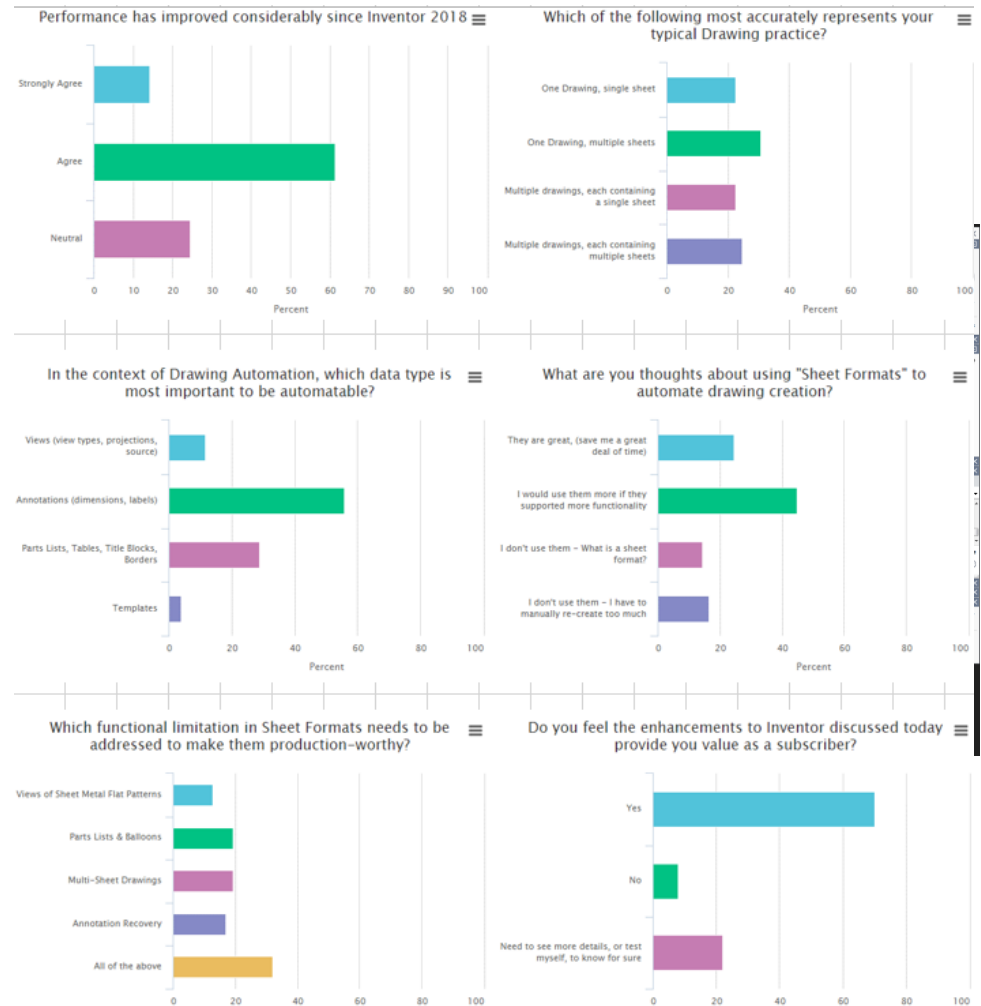 Performance has improved considerably since Inventor 2018
Strongly Agree
Agree
Neutral
0 10 20 30 40 50 60 70 80 90 100
Percent
Which of the following most accurately represents your
typical Drawing practice?
One Drawing, single sheet
One Drawing, multiple sheets
Multiple drawings, each containing
a single sheet
Multiple drawings, each containing
multiple sheets
0 20 40 60 80 100
Percent
In the context of Drawing Automation, which data type is
most important to be automatable?
Views (view types, projections,
source)
Annotations (dimensions, labels)
Parts Lists, Tables, Title Blocks,
Borders
Templates
0 20 40 60 80 100
Percent
What are you thoughts about using "Sheet Formats" to
automate drawing creation?
They are great, (save me a great
deal of time)
I would use them more if they
supported more functionality
I don't use them – What is a sheet
format?
I don't use them – I have to
manually re-create too much
0 20 40 60 80 100
Percent
Which functional limitation in Sheet Formats needs to be
addressed to make them production-worthy?
Views of Sheet Metal Flat Patterns
Parts Lists & Balloons
Multi-Sheet Drawings
Annotation Recovery
All of the above
0 20 40 60 80 100
Do you feel the enhancements to Inventor discussed today
provide you value as a subscriber?
Yes
No
Need to see more details, or test
myself, to know for sure
0 20 40 60 80 100